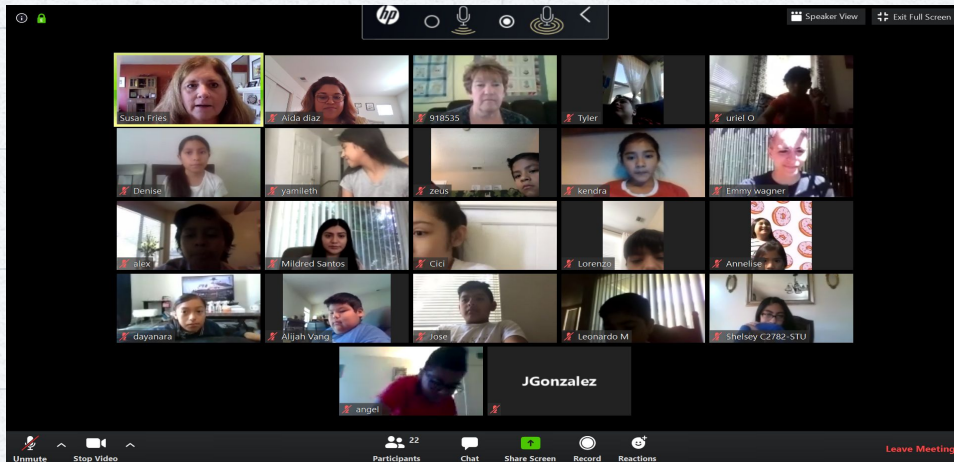 hp
Speaker View
Exit Full Screen
Susan Fries
Aida diaz
918535
Tyler
uriel O
Denise
yamileth
zeus
kendra
Emmy wagner
alex
Mildred Santos
Cici
Lorenzo
Annelise
dayanara
Alijah Vang
Jose
Leonardo M
Shelsey C2782-STU
angel
JGonzalez
Unmute
Stop Video
22
Participants
Chat
Share Screen
Record
Reactions
Leave Meeting